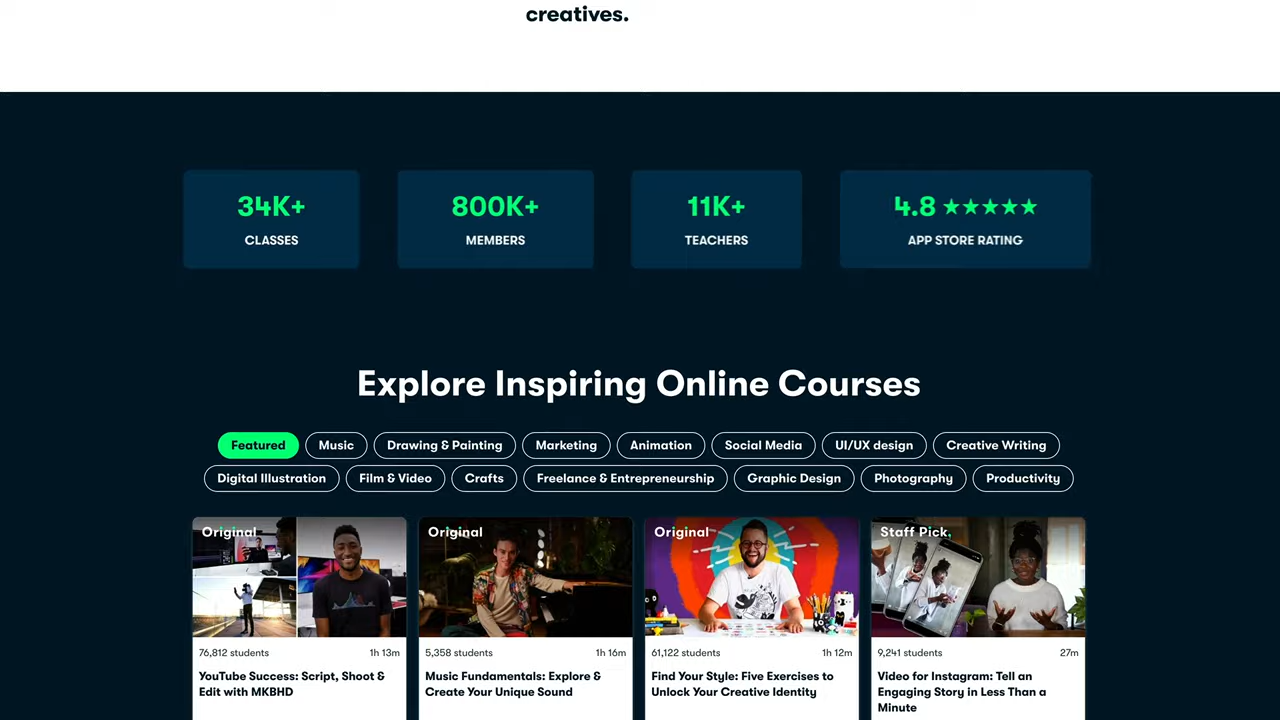 creatives.
34K+
CLASSES
800K+
MEMBERS
11K+
TEACHERS
4.8 ★★★★★
APP STORE RATING
Explore Inspiring Online Courses
Featured Music Drawing & Painting Marketing Animation Social Media UI/UX design Creative Writing
Digital Illustration Film & Video Crafts Freelance & Entrepreneurship Graphic Design Photography Productivity
Original
76,812 students 1h 13m
YouTube Success: Script, Shoot &
Edit with MKBHD
Original
5,358 students 1h 16m
Music Fundamentals: Explore &
Create Your Unique Sound
Original
61,122 students 1h 12m
Find Your Style: Five Exercises to
Unlock Your Creative Identity
Staff Pick.
9,241 students 27m
Video for Instagram: Tell an
Engaging Story in Less Than a
Minute